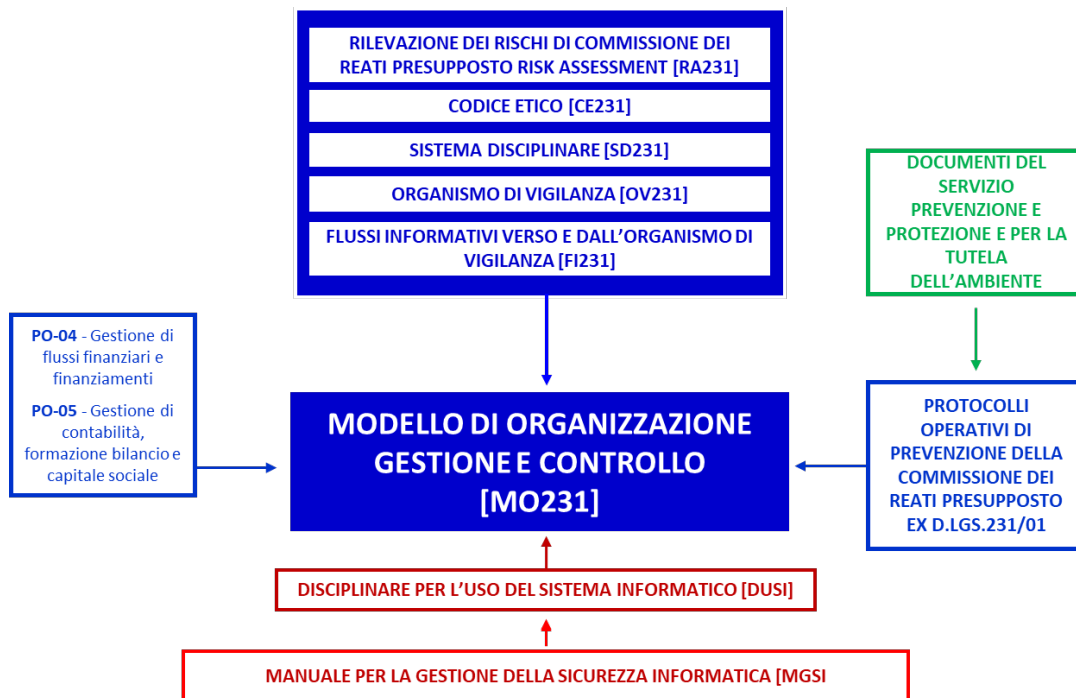 RILEVAZIONE DEI RISCHI DI COMMISSIONE DEI
REATI PRESUPPOSTO RISK ASSESSMENT [RA231]
CODICE ETICO [CE231]
SISTEMA DISCIPLINARE [SD231]
ORGANISMO DI VIGILANZA [OV231]
FLUSSI INFORMATIVI VERSO E DALL'ORGANISMO DI
VIGILANZA [FI231]
DOCUMENTI DEL
SERVIZIO
PREVENZIONE E
PROTEZIONE E PER LA
TUTELA
DELL'AMBIENTE
PO-04 - Gestione di
flussi finanziari e
finanziamenti
PO-05 - Gestione di
contabilità,
formazione bilancio e
capitale sociale
MODELLO DI ORGANIZZAZIONE
GESTIONE E CONTROLLO
[MO231]
PROTOCOLLI
OPERATIVI DI
PREVENZIONE DELLA
COMMISSIONE DEI
REATI PRESUPPOSTO
EX D.LGS.231/01
DISCIPLINARE PER L'USO DEL SISTEMA INFORMATICO [DUSI]
MANUALE PER LA GESTIONE DELLA SICUREZZA INFORMATICA [MGSI